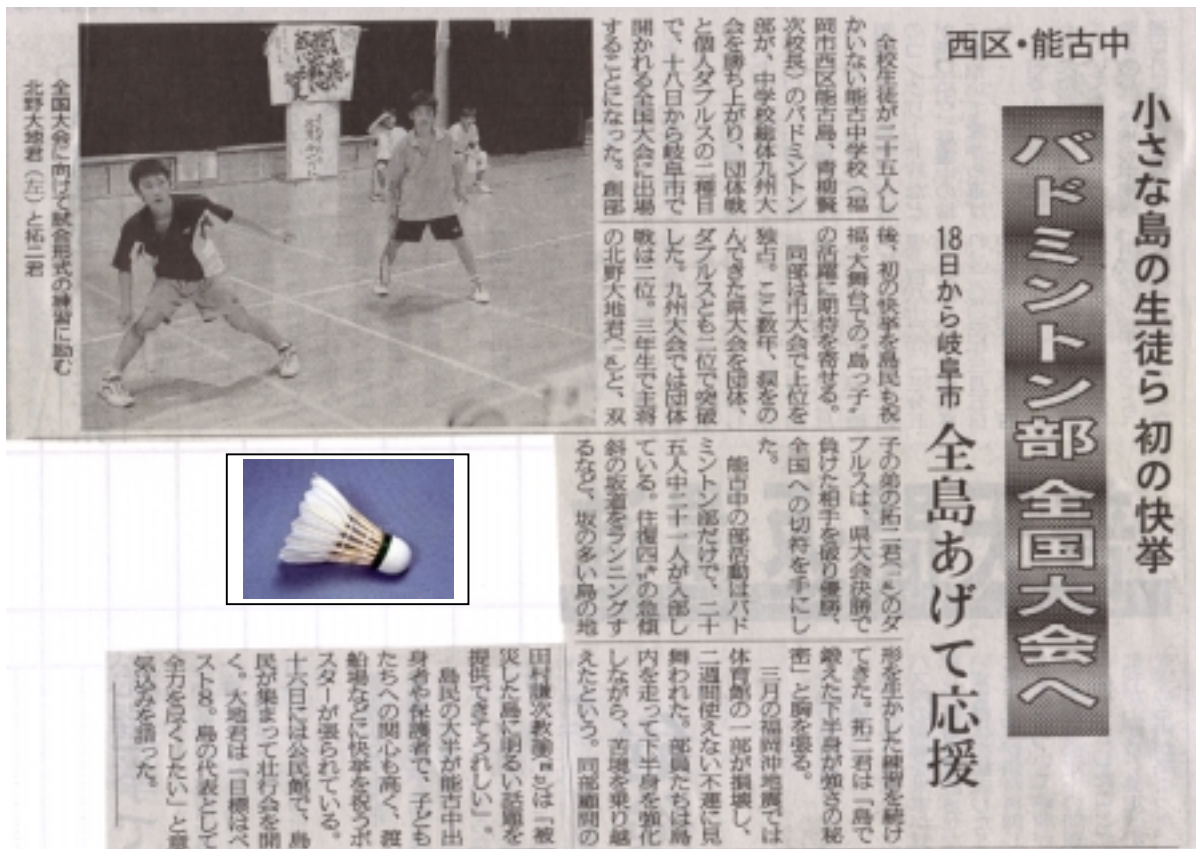 西区・能古中
小さな島の生徒ら 初の快挙
バドミントン部 全国大会へ
18日から岐阜市
全島あげて応援
全校生徒が二十五人し
かいない能古中学校（福
岡市西区能古島、青柳賢
次校長）のバドミントン
部が、中学校総体九州大
会を勝ち上がり、団体戦
と個人ダブルスの二種目
で、十八日から岐阜市で
開かれる全国大会に出場
することになった。創部
後、初の快挙を島民も祝
福。大舞台での“島っ子”
の活躍に期待を寄せる。
同部は市大会で上位を
独占。ここ数年、涙をの
んできた県大会を団体、
ダブルスとも二位で突破
した。九州大会では団体
戦は二位。三年生で主将
の北野大地君と、双
子の弟の拓二君のダ
ブルスは、県大会決勝で
負けた相手を破り優勝、
全国への切符を手にし
た。
能古中の部活動はバド
ミントン部だけで、二十
五人中二十一人が入部し
ている。往復四㌔の急傾
斜の坂道をランニングす
るなど、坂の多い島の地
形を生かした練習を続け
てきた。拓二君は「島で
鍛えた下半身が強さの秘
密」と胸を張る。
三月の福岡沖地震では
体育館の一部が損壊し、
二週間使えない不運に見
舞われた。部員たちは島
内を走って下半身を強化
しながら、苦境を乗り越
えたという。同部顧問の
田村謙次教諭は「被
災した島に明るい話題を
提供できてうれしい」。
島民の大半が能古中出
身者や保護者で、子ども
たちへの関心も高く、渡
船場などに快挙を祝うポ
スターが張られている。
十六日には公民館で、島
民が集まって壮行会を開
く。大地君は「目標はベ
スト８。島の代表として
全力を尽くしたい」と意
気込みを語った。
全国大会に向けて試合形式の練習に励む
北野大地君（左）と拓二君